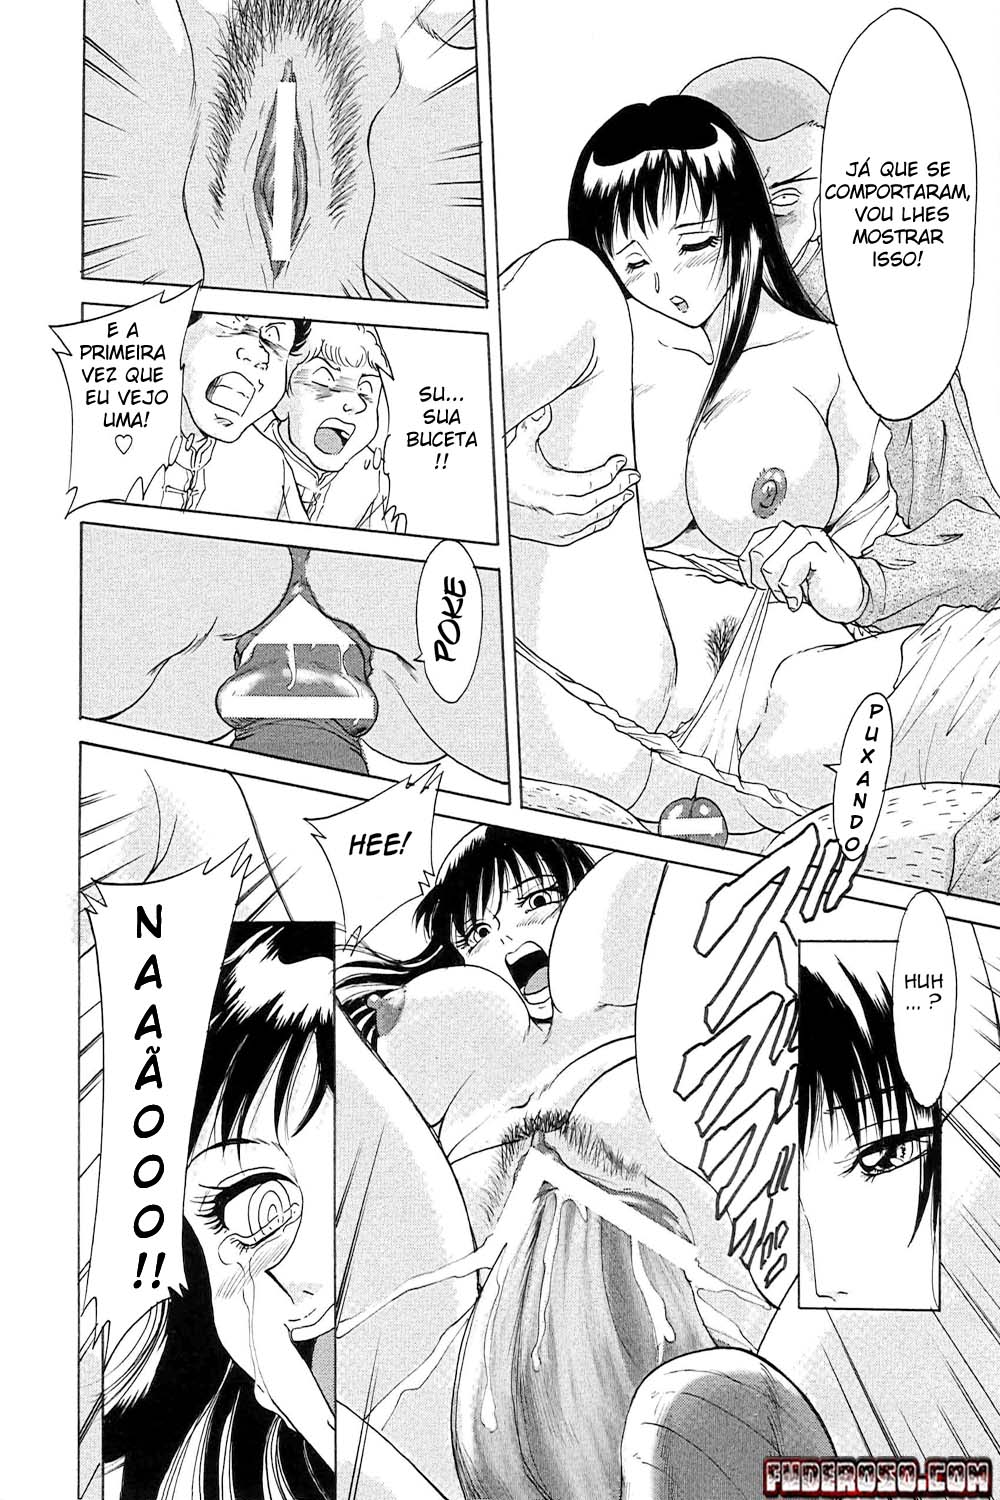 JÁ QUE SE
COMPORTARAM,
VOU LHES
MOSTRAR
ISSO!
SU...
SUA
BUCETA
!!
E A
PRIMEIRA
VEZ QUE
EU VEJO
UMA!
♡
POKE
PUXANDO
HUH
... ?
HEE!
NAAÃOOO!!
FUDEROSO.COM